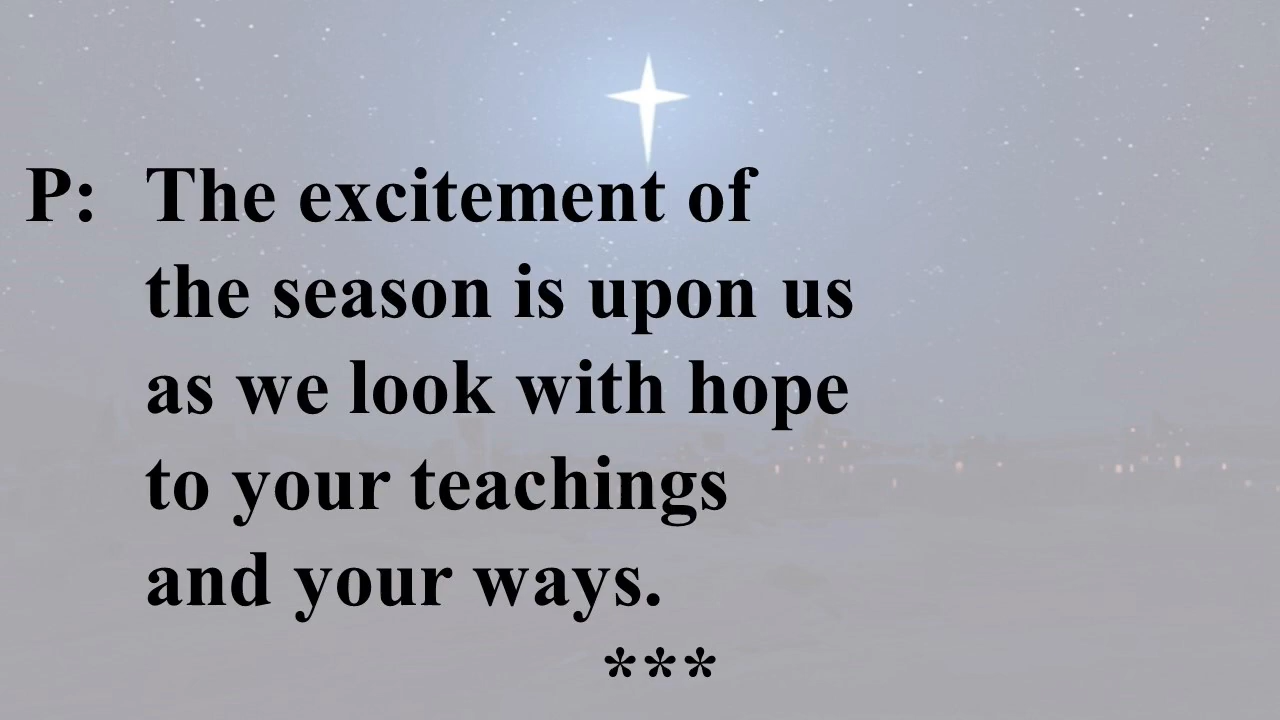 P: The excitement of
the season is upon us
as we look with hope
to your teachings
and your ways.
***